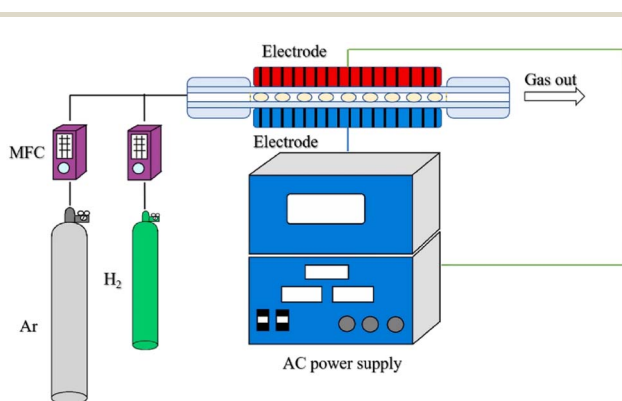 Electrode
Gas out
MFC
Electrode
H₂
Ar
AC power supply